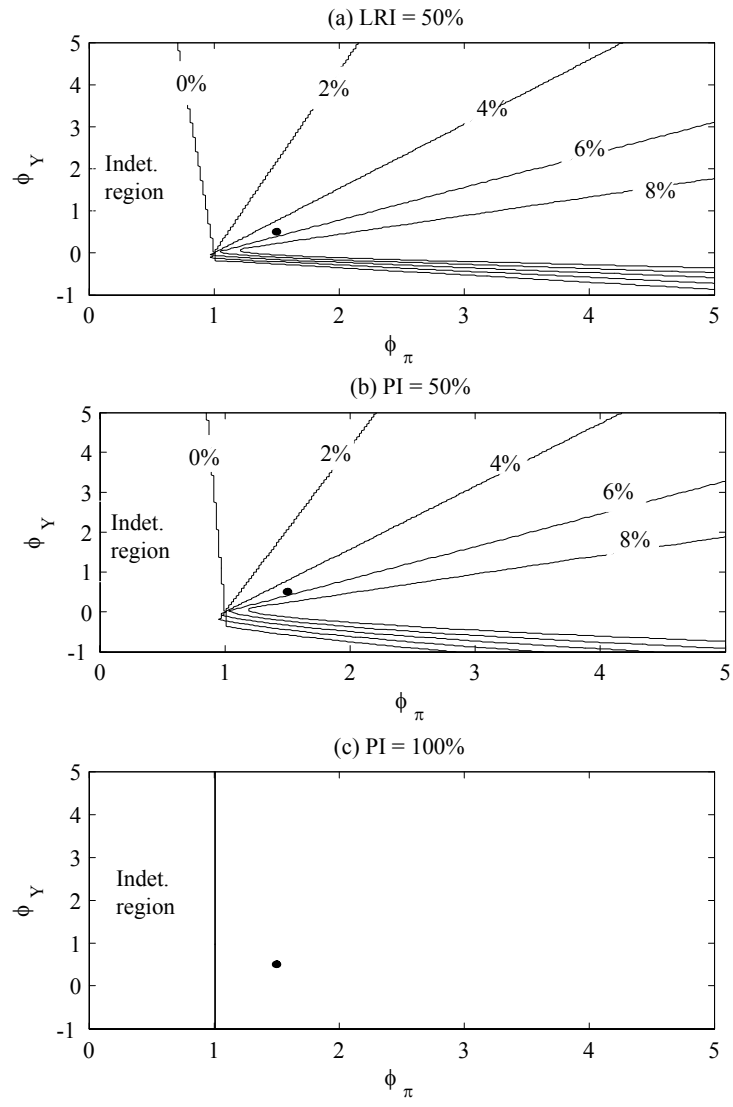 (a) LRI = 50%
5
4
3
2
1
0
-1
ϕ Y
0% 2% 4% 6% 8%
Indet.
region
0 1 2 3 4 5
ϕ π
(b) PI = 50%
5
4
3
2
1
0
-1
ϕ Y
0% 2% 4% 6% 8%
Indet.
region
0 1 2 3 4 5
ϕ π
(c) PI = 100%
5
4
3
2
1
0
-1
ϕ Y
Indet.
region
0 1 2 3 4 5
ϕ π